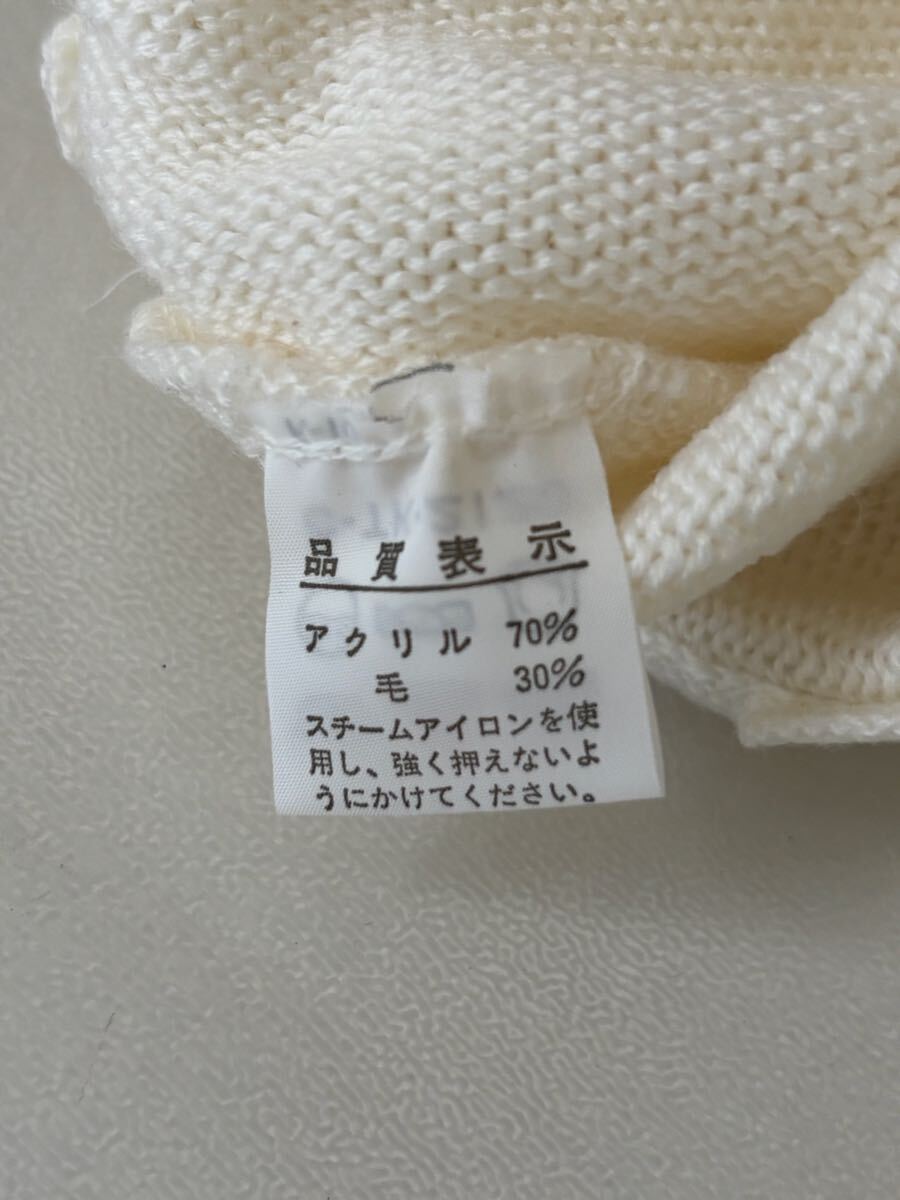 品質表示
アクリル 70%
毛 30%
スチームアイロンを使
用し、強く押えないよ
うにかけてください。